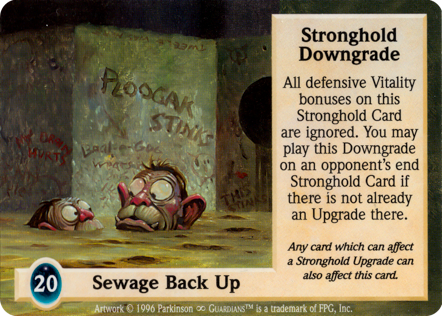 Stronghold
Downgrade
All defensive Vitality
bonuses on this
Stronghold Card
are ignored. You may
play this Downgrade
on an opponent's end
Stronghold Card if
there is not already
an Upgrade there.
Any card which can affect
a Stronghold Upgrade can
also affect this card.
PLOOGAK
STINKS
THIS
20
Sewage Back Up
Artwork © 1996 Parkinson ∞ GUARDIANS™ is a trademark of FPG, Inc.